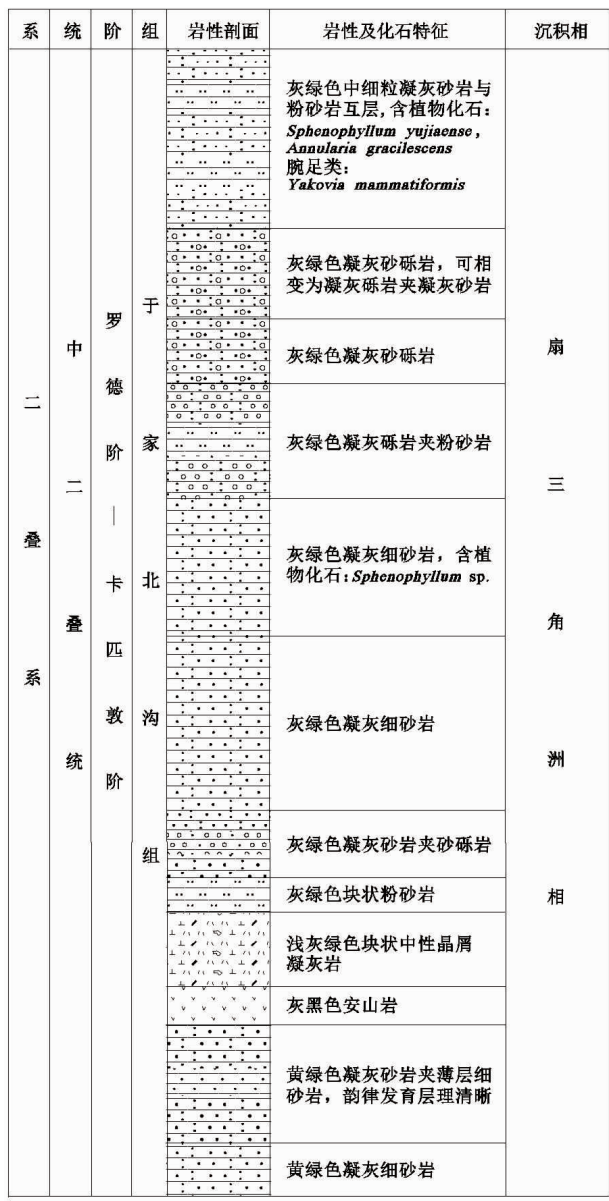 系 统 阶 组 岩性剖面 岩性及化石特征 沉积相
二叠系
中二叠统
罗德阶—卡匹敦阶
于家北沟组
灰绿色中细粒凝灰砂岩与
粉砂岩互层,含植物化石:
Sphenophyllum yujiaense,
Annularia gracilescens
腕足类:
Yakovia mammatiformis
灰绿色凝灰砂砾岩，可相
变为凝灰砾岩夹凝灰砂岩
灰绿色凝灰砂砾岩
灰绿色凝灰砾岩夹粉砂岩
灰绿色凝灰细砂岩，含植
物化石:Sphenophyllum sp.
灰绿色凝灰细砂岩
灰绿色凝灰砂岩夹砂砾岩
灰绿色块状粉砂岩
浅灰绿色块状中性晶屑
凝灰岩
灰黑色安山岩
黄绿色凝灰砂岩夹薄层细
砂岩，韵律发育层理清晰
黄绿色凝灰细砂岩
扇三角洲相